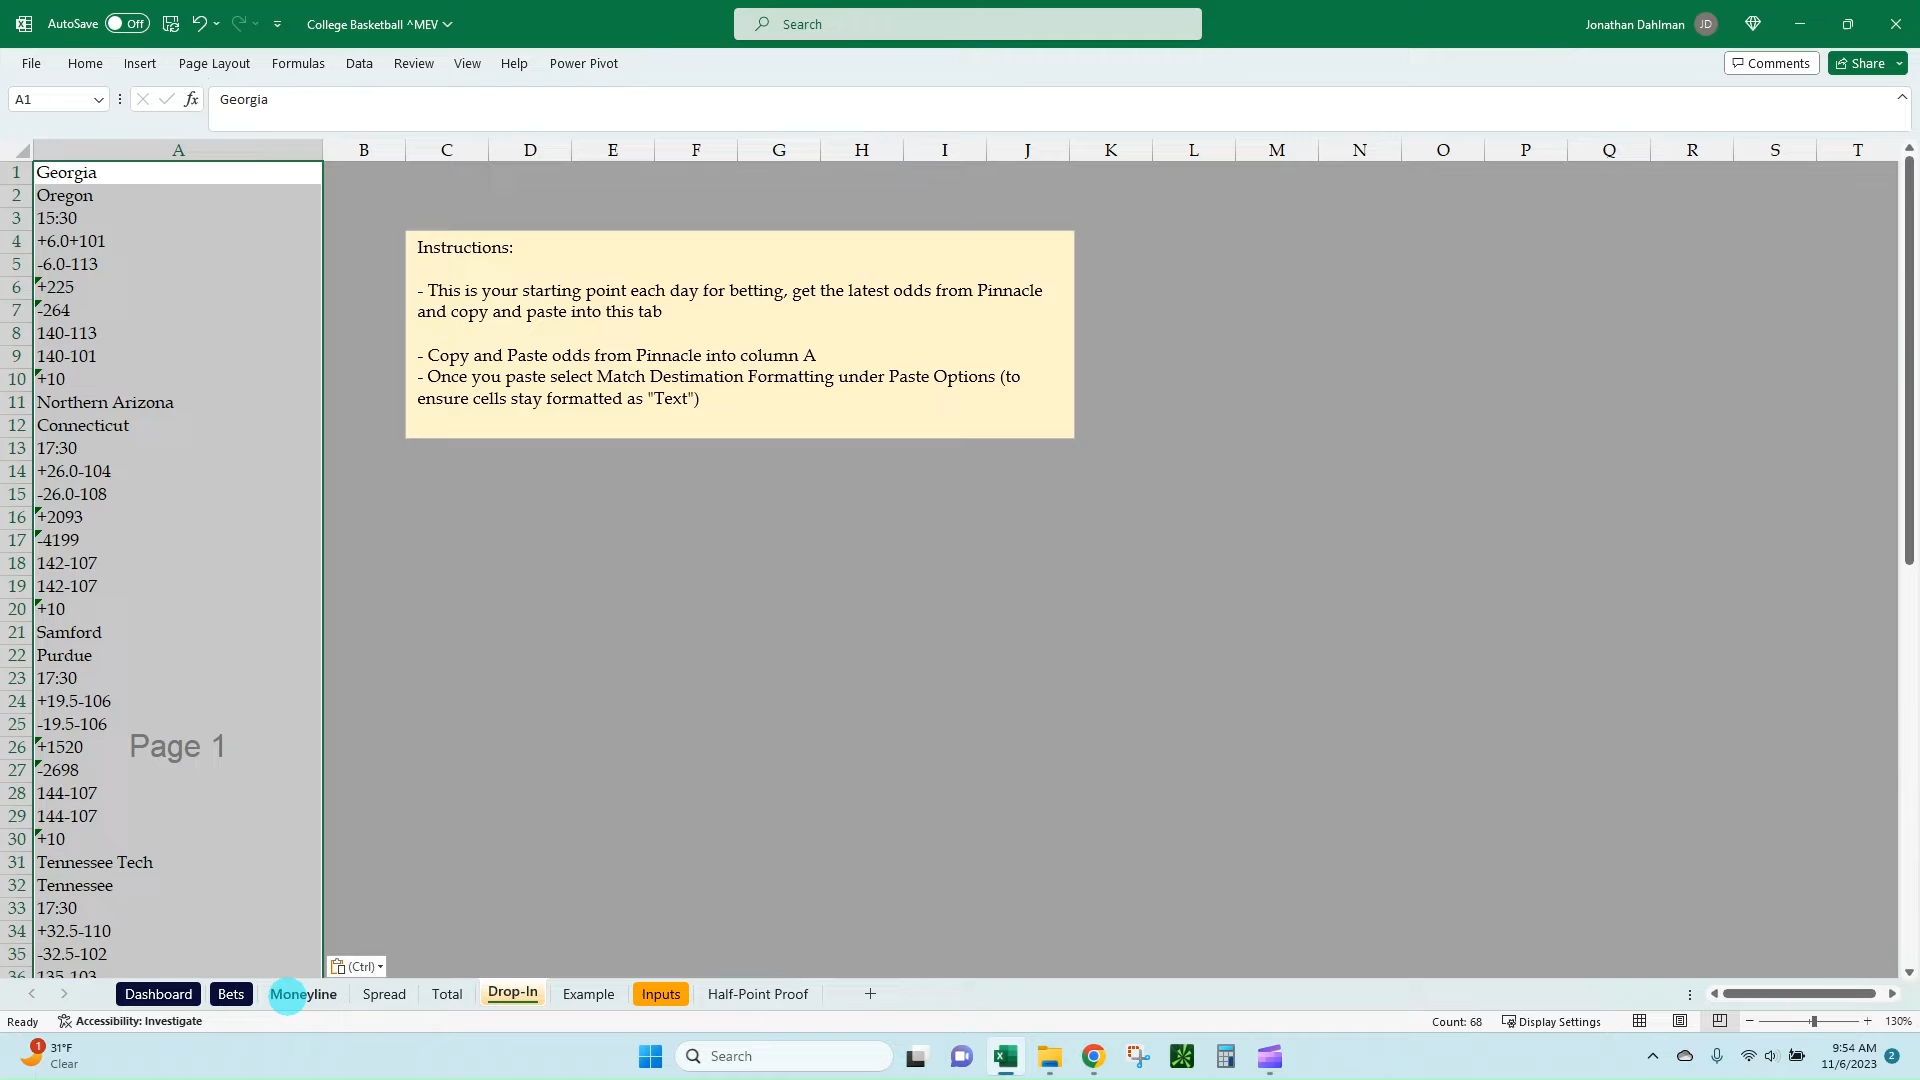 AutoSave Off College Basketball ^MEV Search Jonathan Dahlman JD
File Home Insert Page Layout Formulas Data Review View Help Power Pivot Comments Share
A1 fx Georgia
A B C D E F G H I J K L M N O P Q R S T
1 Georgia
2 Oregon
3 15:30
4 +6.0+101
5 -6.0-113
6 +225
7 -264
8 140-113
9 140-101
10 +10
11 Northern Arizona
12 Connecticut
13 17:30
14 +26.0-104
15 -26.0-108
16 +2093
17 -4199
18 142-107
19 142-107
20 +10
21 Samford
22 Purdue
23 17:30
24 +19.5-106
25 -19.5-106
26 +1520
27 -2698
28 144-107
29 144-107
30 +10
31 Tennessee Tech
32 Tennessee
33 17:30
34 +32.5-110
35 -32.5-102
36 135-103
Page 1
Instructions:
- This is your starting point each day for betting, get the latest odds from Pinnacle
and copy and paste into this tab
- Copy and Paste odds from Pinnacle into column A
- Once you paste select Match Destimation Formatting under Paste Options (to
ensure cells stay formatted as "Text")
(Ctrl)
Dashboard Bets Moneyline Spread Total Drop-In Example Inputs Half-Point Proof
Ready Accessibility: Investigate Count: 68 Display Settings 130%
1 31°F
Clear
Search
9:54 AM
11/6/2023
2